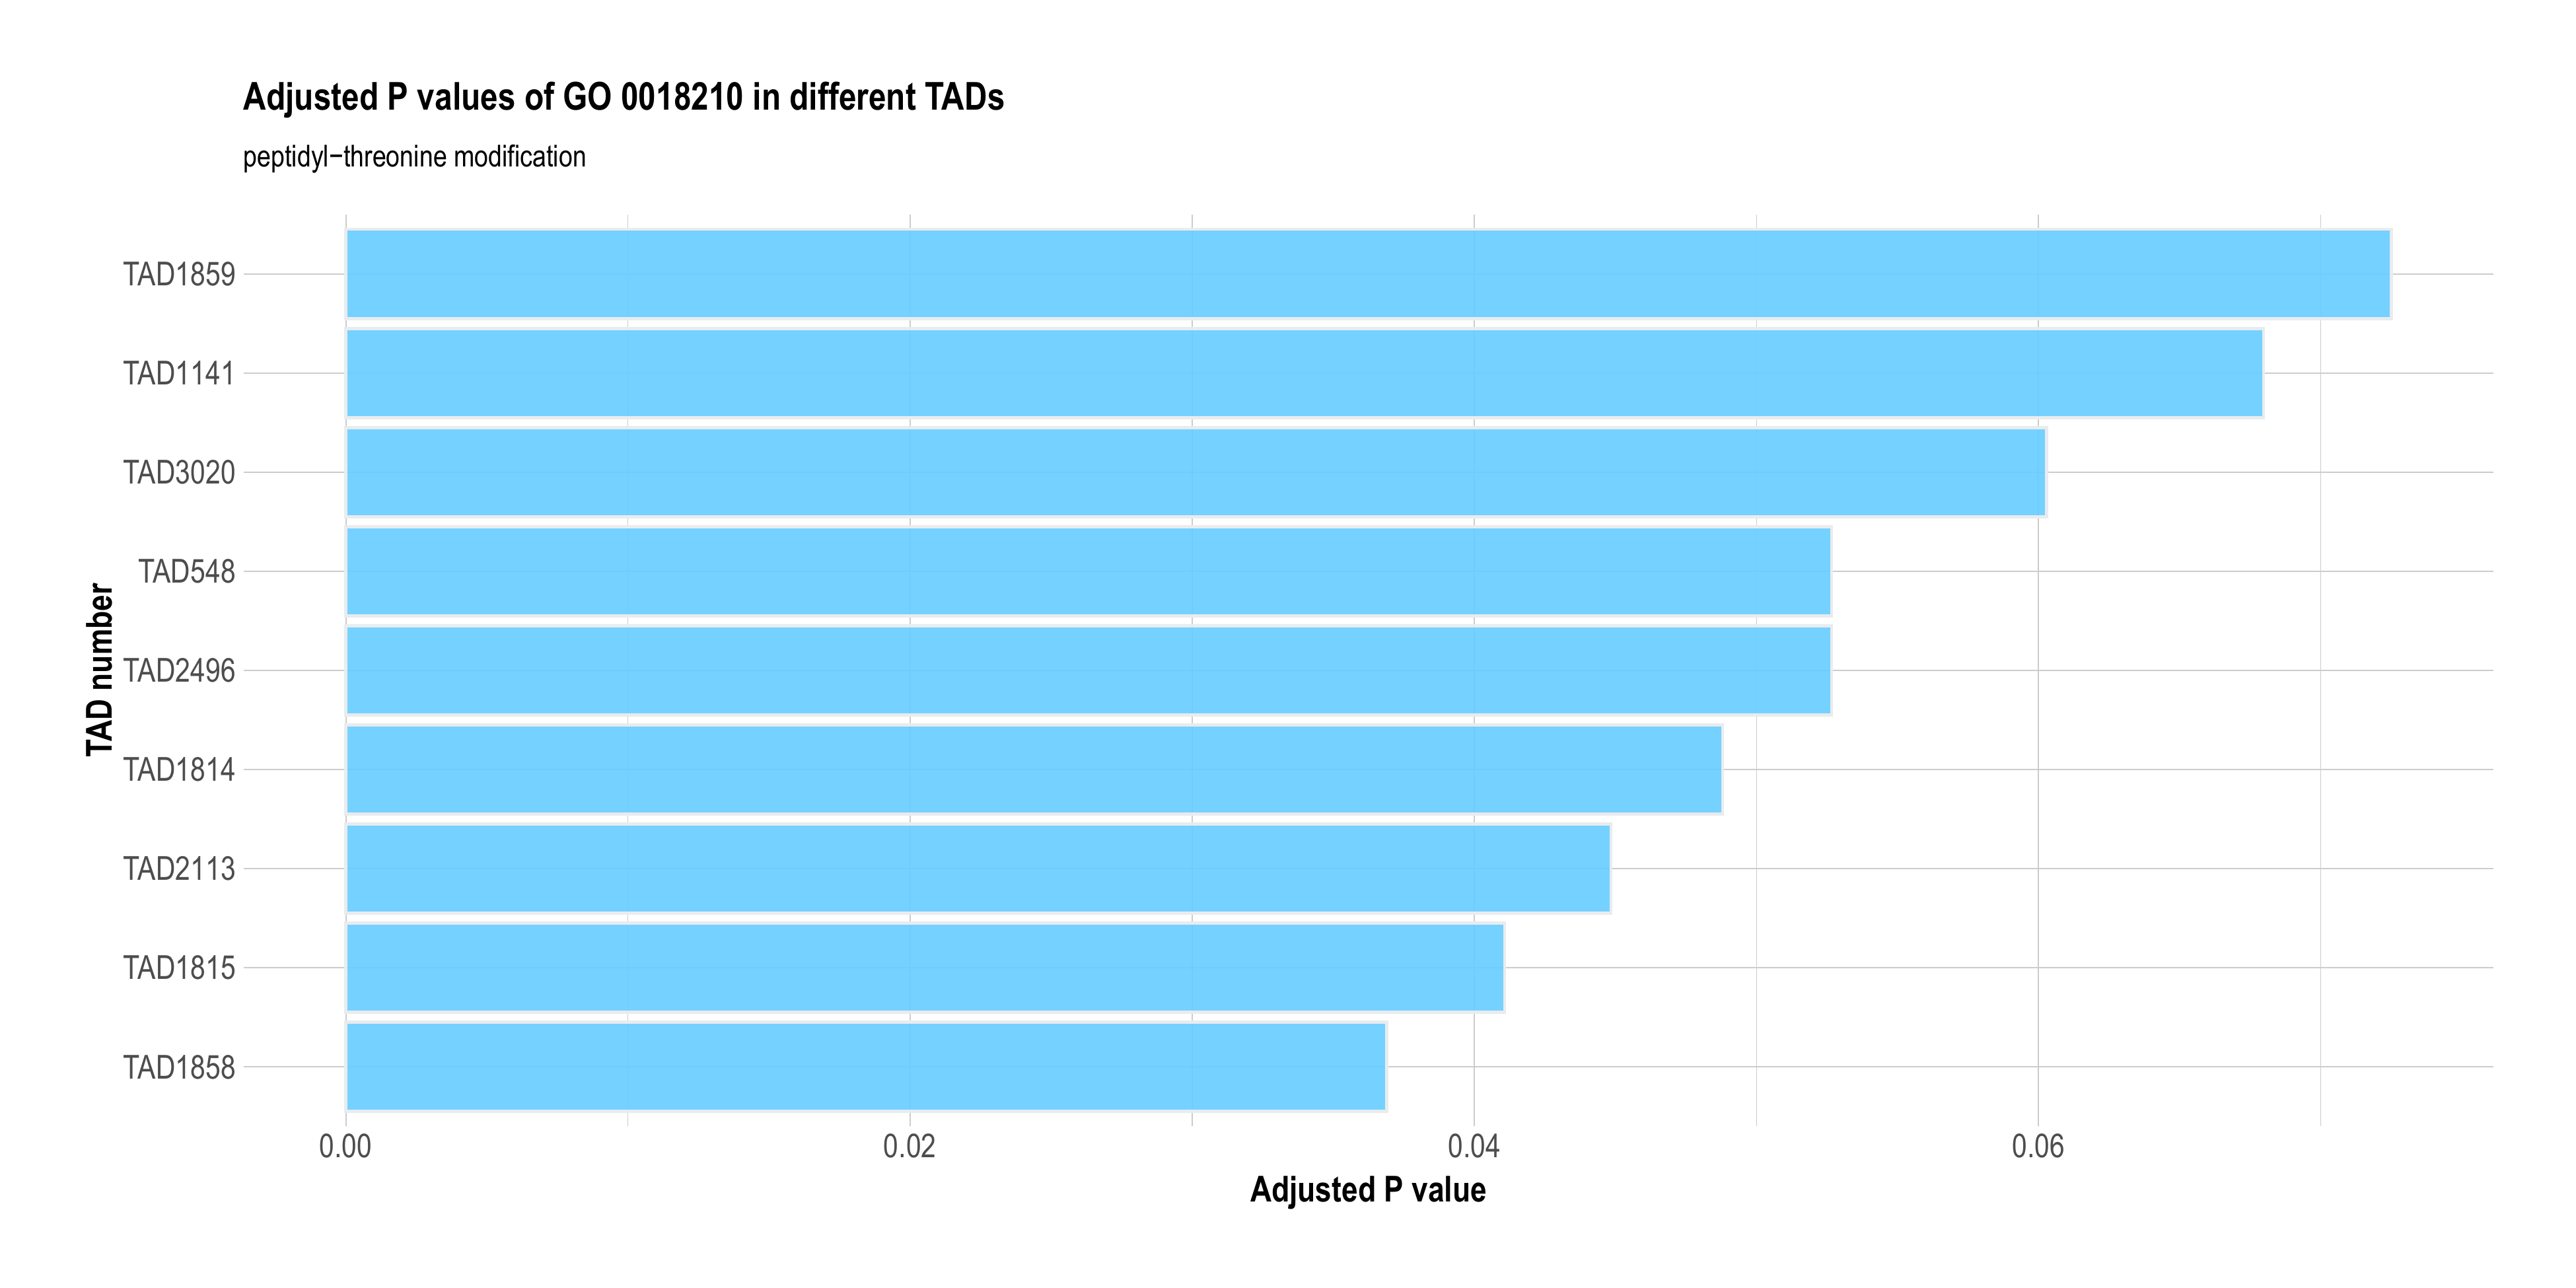 Adjusted P values of GO 0018210 in different TADs
peptidyl−threonine modification
TAD number
TAD1859
TAD1141
TAD3020
TAD548
TAD2496
TAD1814
TAD2113
TAD1815
TAD1858
0.00 0.02 0.04 0.06
Adjusted P value